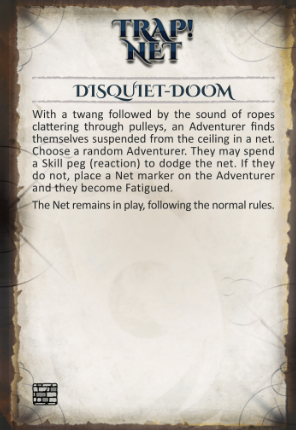 TRAP!
NET
DISQUIET-DOOM
With a twang followed by the sound of ropes
clattering through pulleys, an Adventurer finds
themselves suspended from the ceiling in a net.
Choose a random Adventurer. They may spend
a Skill peg (reaction) to dodge the net. If they
do not, place a Net marker on the Adventurer
and they become Fatigued.
The Net remains in play, following the normal rules.